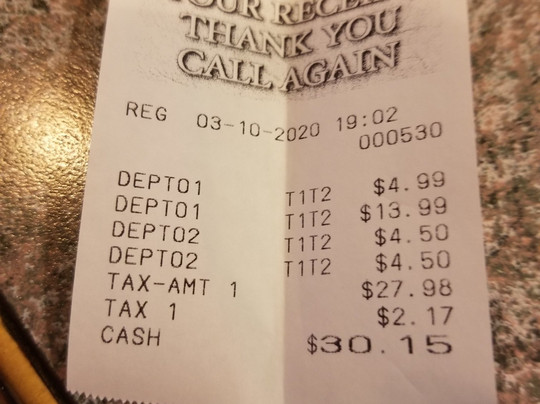 YOUR RECEIPT
THANK YOU
CALL AGAIN
REG 03-10-2020 19:02
000530
DEPT01 T1T2 $4.99
DEPT01 T1T2 $13.99
DEPT02 T1T2 $4.50
DEPT02 T1T2 $4.50
TAX-AMT 1 $27.98
TAX 1 $2.17
CASH $30.15